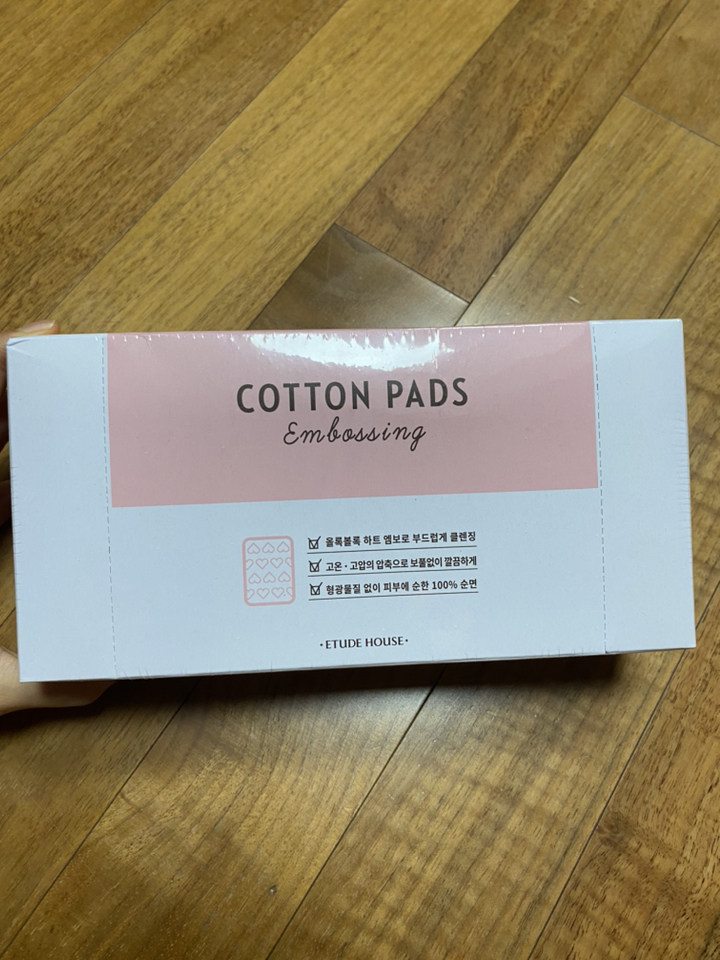 COTTON PADS
Embossing
올록볼록 하트 엠보로 부드럽게 클렌징
고온·고압의 압축으로 보풀없이 깔끔하게
형광물질 없이 피부에 순한 100% 순면
·ETUDE HOUSE·